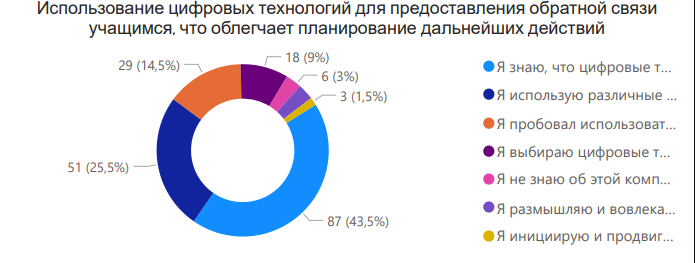 Использование цифровых технологий для предоставления обратной связи
учащимся, что облегчает планирование дальнейших действий
18 (9%)
29 (14,5%)
6 (3%)
3 (1,5%)
51 (25,5%)
87 (43,5%)
Я знаю, что цифровые т...
Я использую различные ...
Я пробовал использоват...
Я выбираю цифровые т...
Я не знаю об этой комп...
Я размышляю и вовлека...
Я инициирую и продвиг...